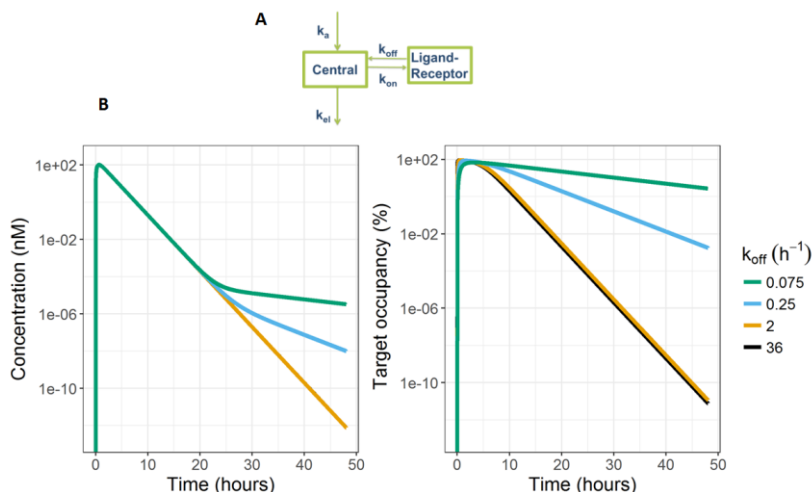 A
kₐ
Central
k_off
k_on
Ligand-
Receptor
k_el
B
Concentration (nM)
1e+02
1e−02
1e−06
1e−10
0 10 20 30 40 50
Time (hours)
Target occupancy (%)
1e+02
1e−02
1e−06
1e−10
0 10 20 30 40 50
Time (hours)
k_off (h⁻¹)
0.075
0.25
2
36